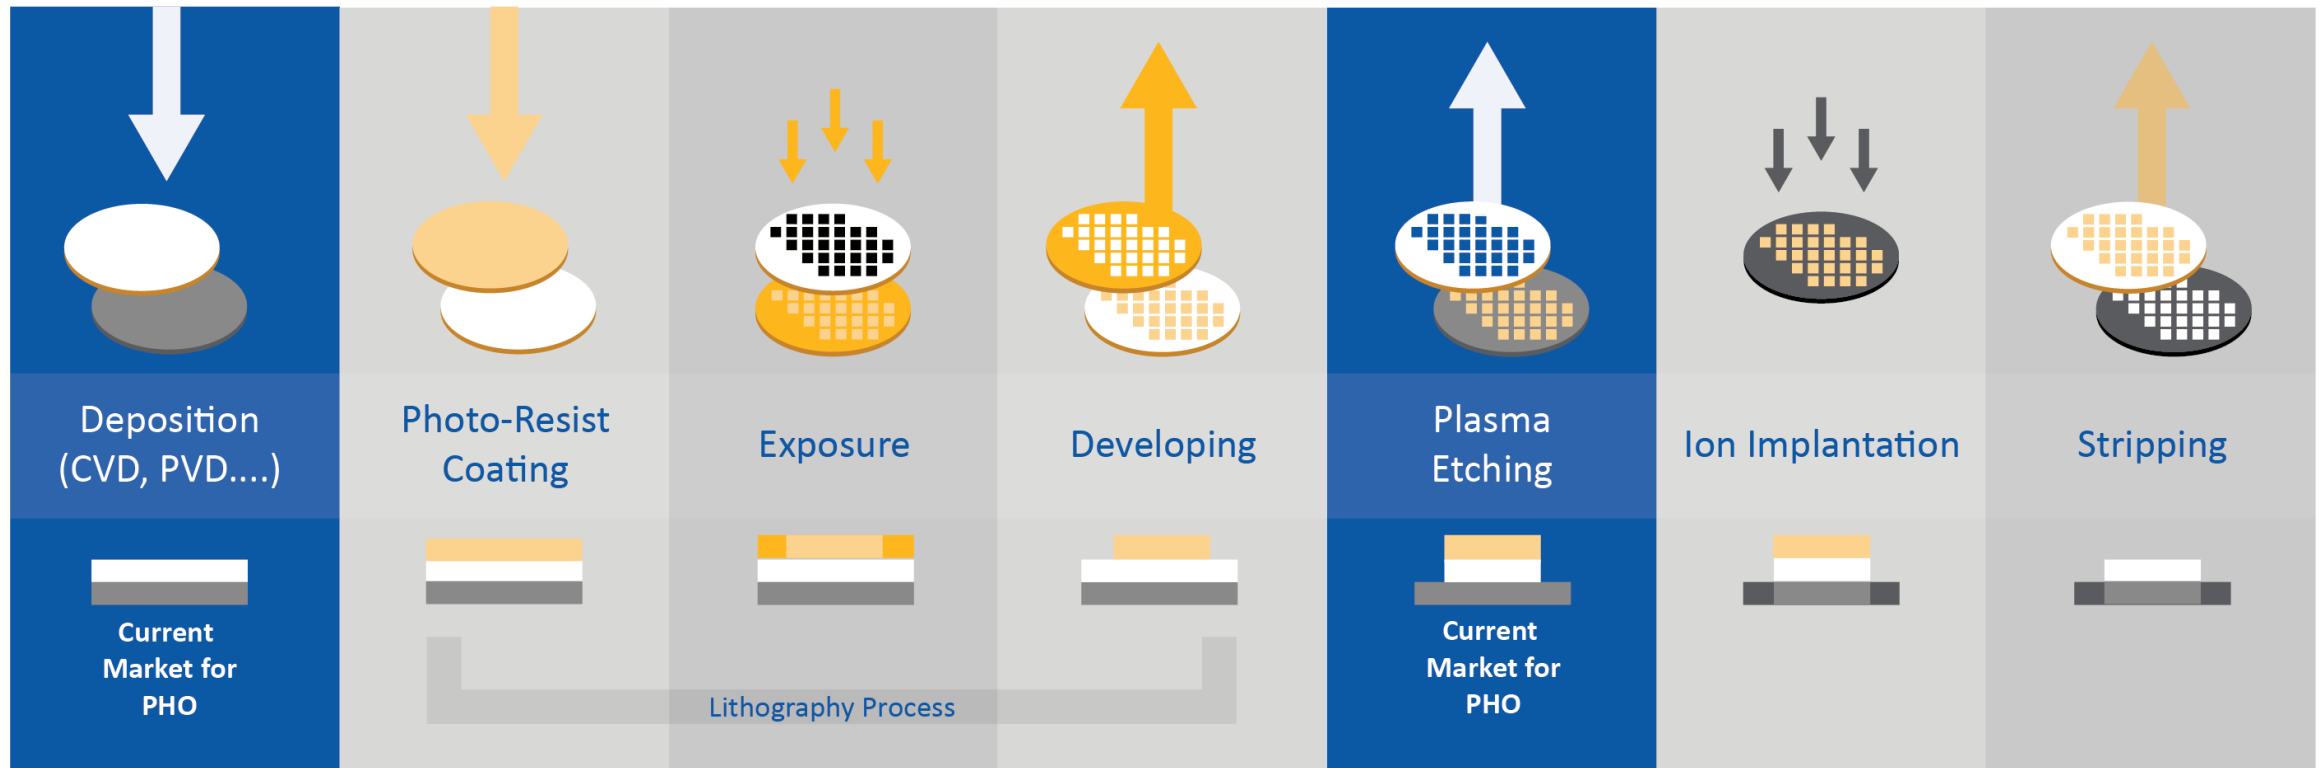 Deposition
(CVD, PVD....)
Photo-Resist
Coating
Exposure
Developing
Plasma
Etching
Ion Implantation
Stripping
Current
Market for
PHO
Lithography Process
Current
Market for
PHO